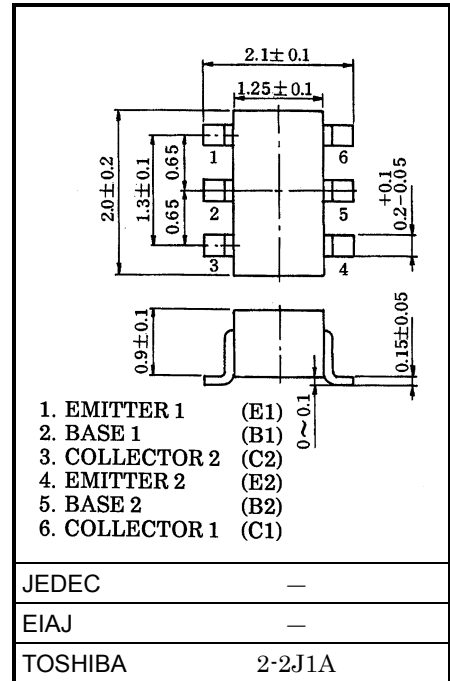 2.1±0.1
1.25±0.1
2.0±0.2
1.3±0.1
0.65
0.65
1
6
2
5
3
4
+0.1
0.2-0.05
0.9±0.1
0.15±0.05
0~0.1
1. EMITTER 1 (E1)
2. BASE 1 (B1)
3. COLLECTOR 2 (C2)
4. EMITTER 2 (E2)
5. BASE 2 (B2)
6. COLLECTOR 1 (C1)
JEDEC —
EIAJ —
TOSHIBA 2-2J1A